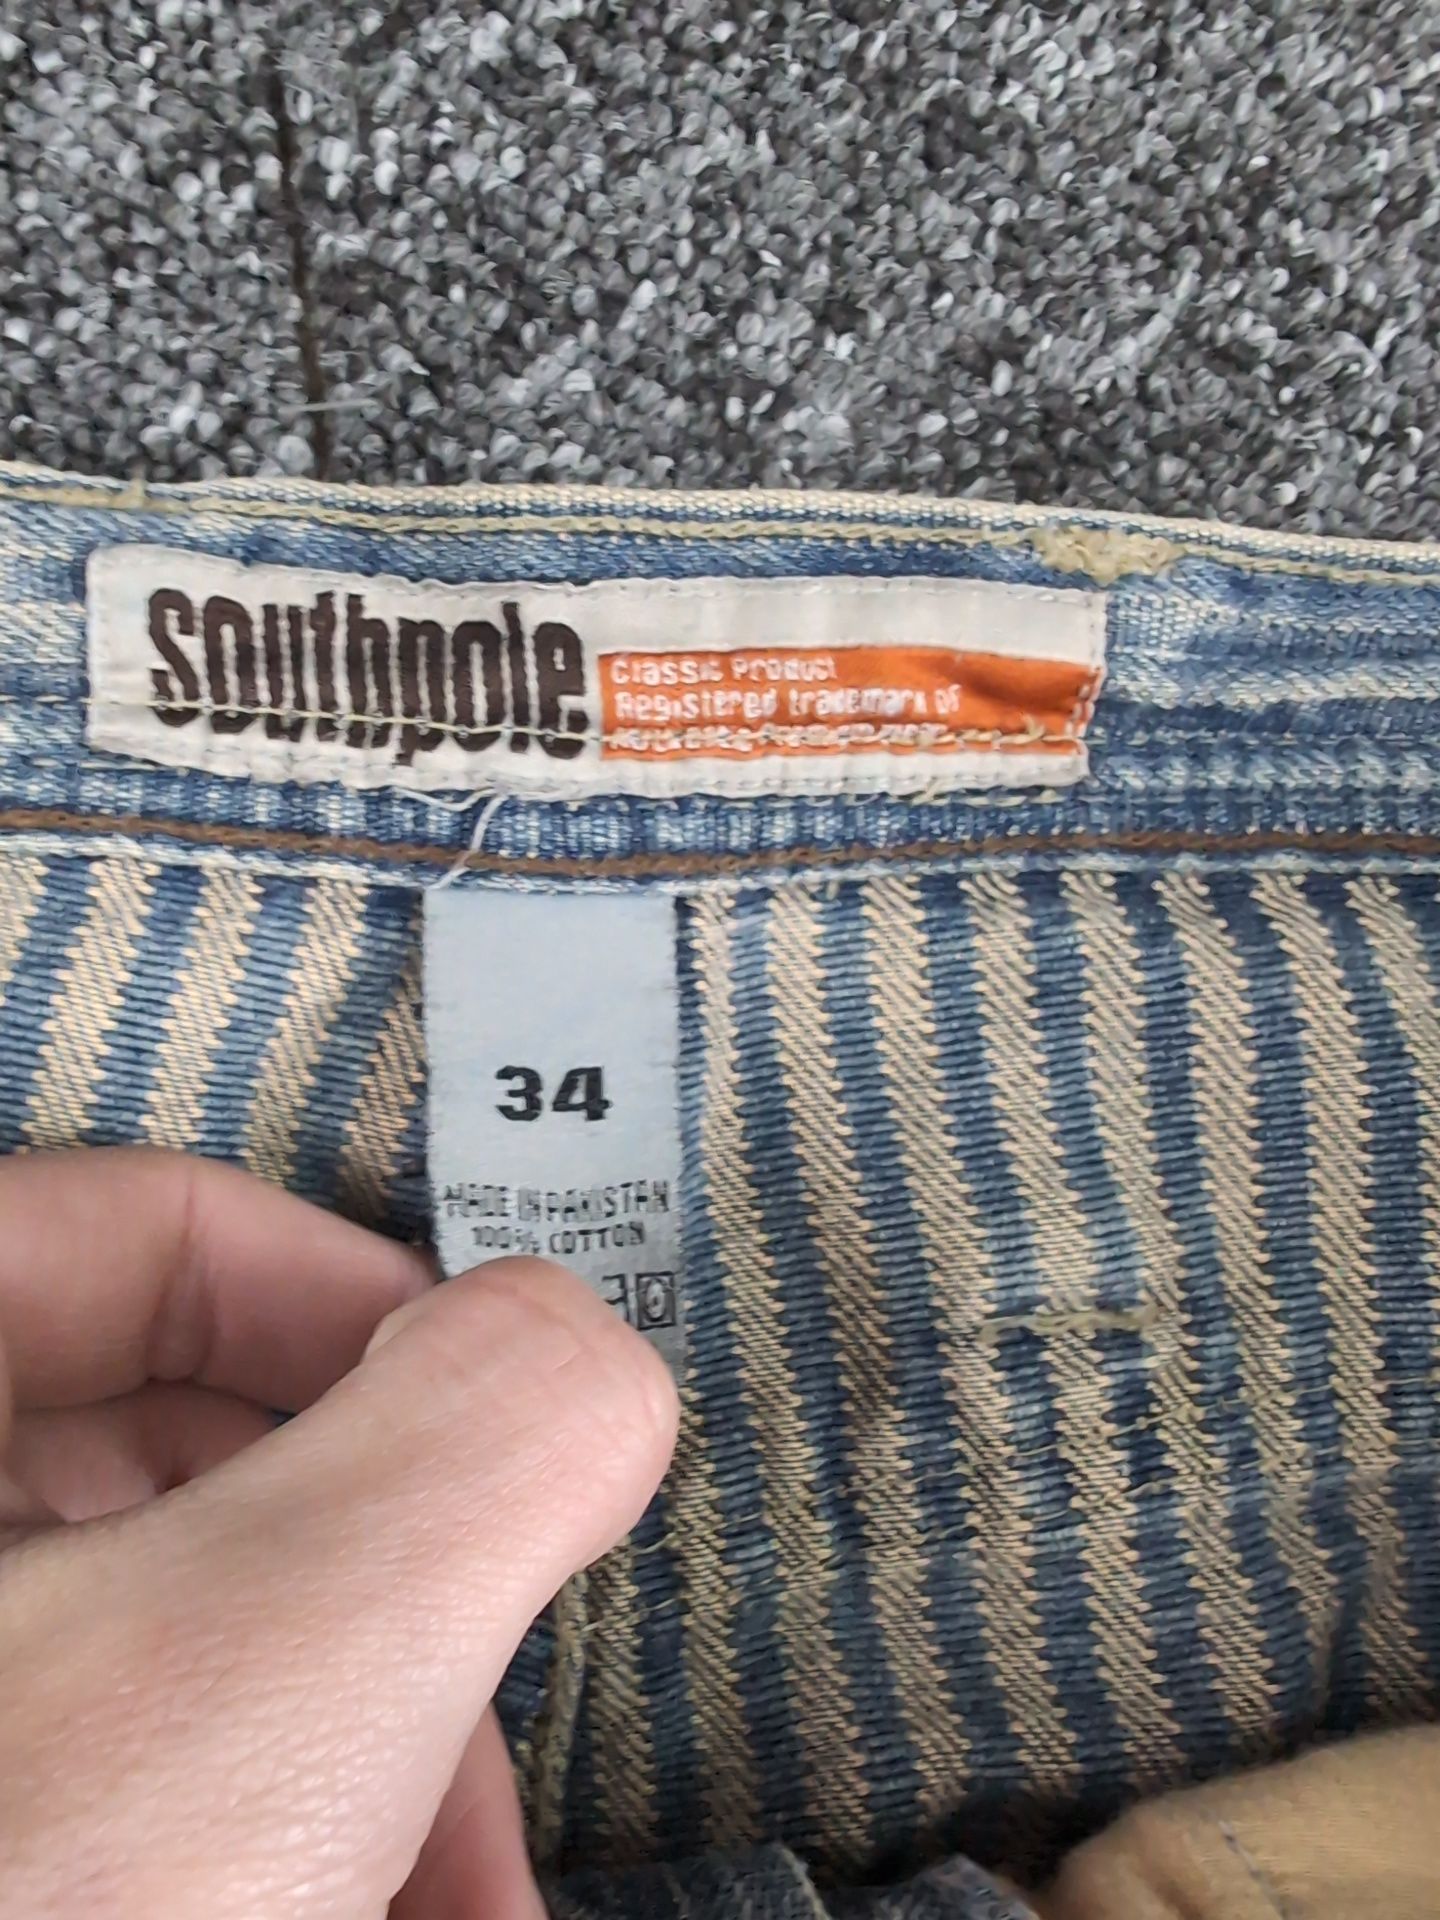 southpole
Classic Product
Registered trademark of
34
MADE IN PAKISTAN
100% COTTON